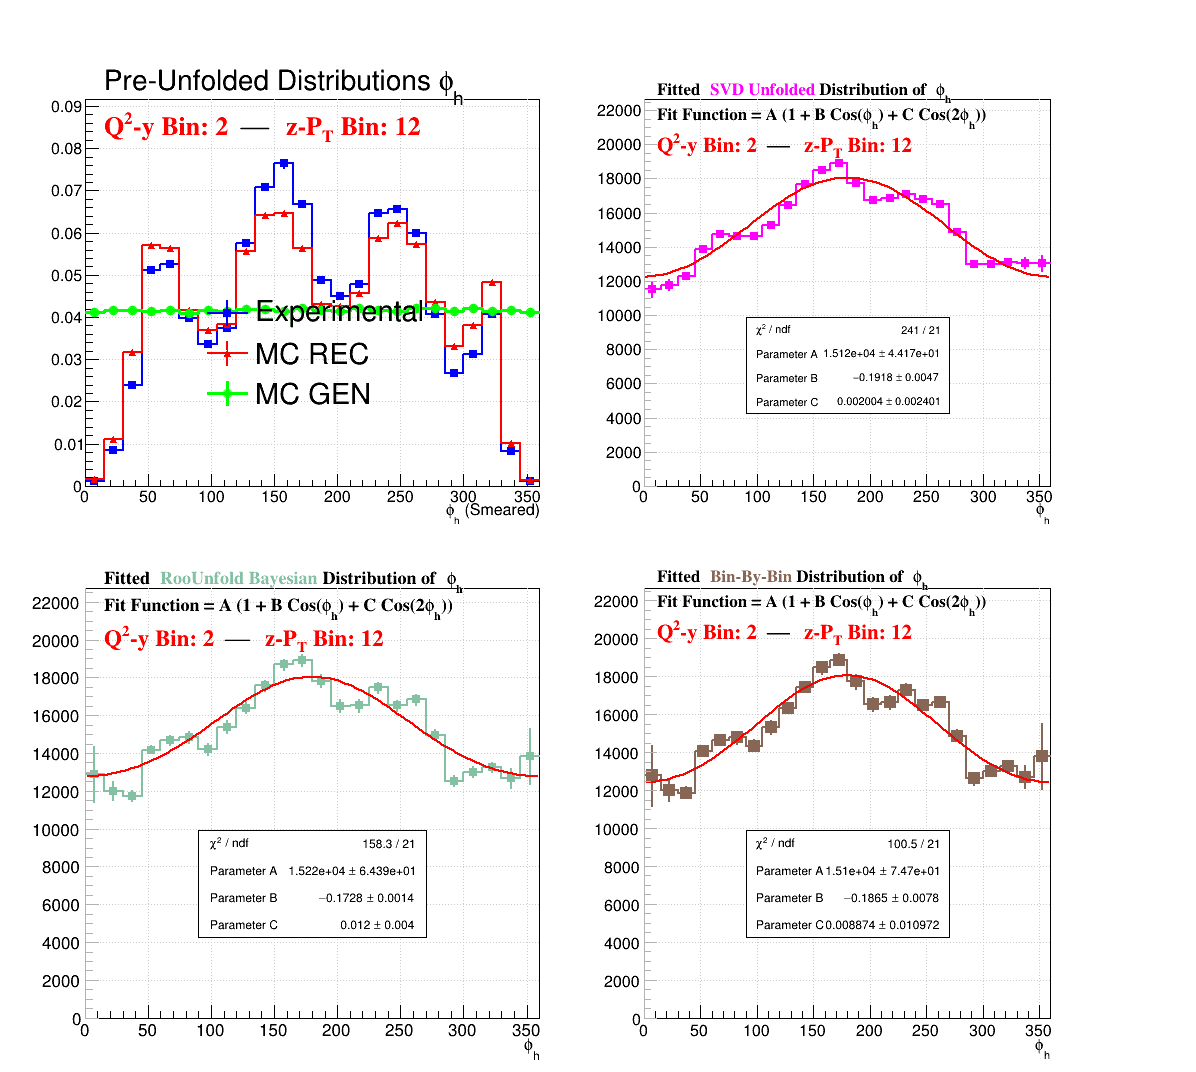 Pre-Unfolded Distributions ϕh
Q²-y Bin: 2 — z-PT Bin: 12
0.09
0.08
0.07
0.06
0.05
0.04
0.03
0.02
0.01
0
Experimental
MC REC
MC GEN
0 50 100 150 200 250 300 350
ϕh (Smeared)
Fitted SVD Unfolded Distribution of ϕh
Fit Function = A (1 + B Cos(ϕh) + C Cos(2ϕh))
Q²-y Bin: 2 — z-PT Bin: 12
22000
20000
18000
16000
14000
12000
10000
8000
6000
4000
2000
0
χ² / ndf 241 / 21
Parameter A 1.512e+04 ± 4.417e+01
Parameter B −0.1918 ± 0.0047
Parameter C 0.002004 ± 0.002401
0 50 100 150 200 250 300 350
ϕh
Fitted RooUnfold Bayesian Distribution of ϕh
Fit Function = A (1 + B Cos(ϕh) + C Cos(2ϕh))
Q²-y Bin: 2 — z-PT Bin: 12
22000
20000
18000
16000
14000
12000
10000
8000
6000
4000
2000
0
χ² / ndf 158.3 / 21
Parameter A 1.522e+04 ± 6.439e+01
Parameter B −0.1728 ± 0.0014
Parameter C 0.012 ± 0.004
0 50 100 150 200 250 300 350
ϕh
Fitted Bin-By-Bin Distribution of ϕh
Fit Function = A (1 + B Cos(ϕh) + C Cos(2ϕh))
Q²-y Bin: 2 — z-PT Bin: 12
22000
20000
18000
16000
14000
12000
10000
8000
6000
4000
2000
0
χ² / ndf 100.5 / 21
Parameter A 1.51e+04 ± 7.47e+01
Parameter B −0.1865 ± 0.0078
Parameter C 0.008874 ± 0.010972
0 50 100 150 200 250 300 350
ϕh